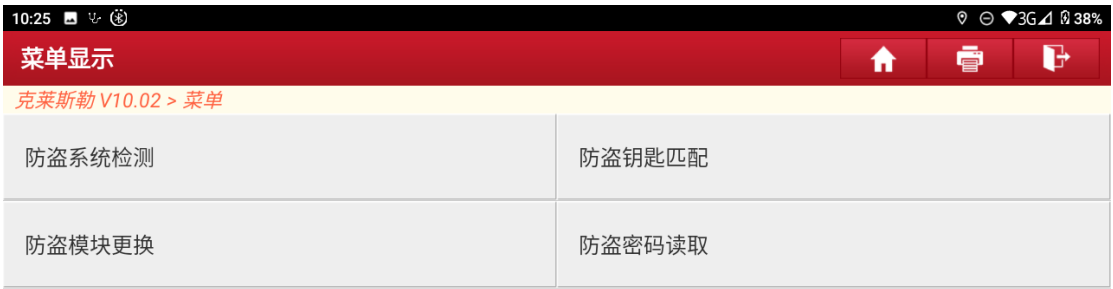 10:25 3G 38%
菜单显示
克莱斯勒 V10.02 > 菜单
防盗系统检测 防盗钥匙匹配
防盗模块更换 防盗密码读取